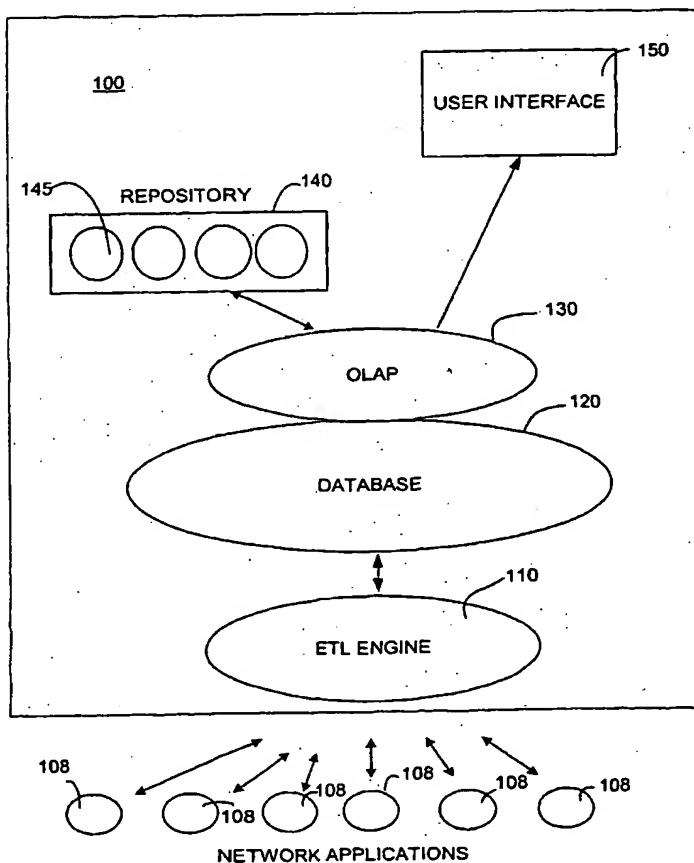 150
100
USER INTERFACE
145
REPOSITORY
140
130
OLAP
120
DATABASE
110
ETL ENGINE
108
108
108
108
108
108
NETWORK APPLICATIONS